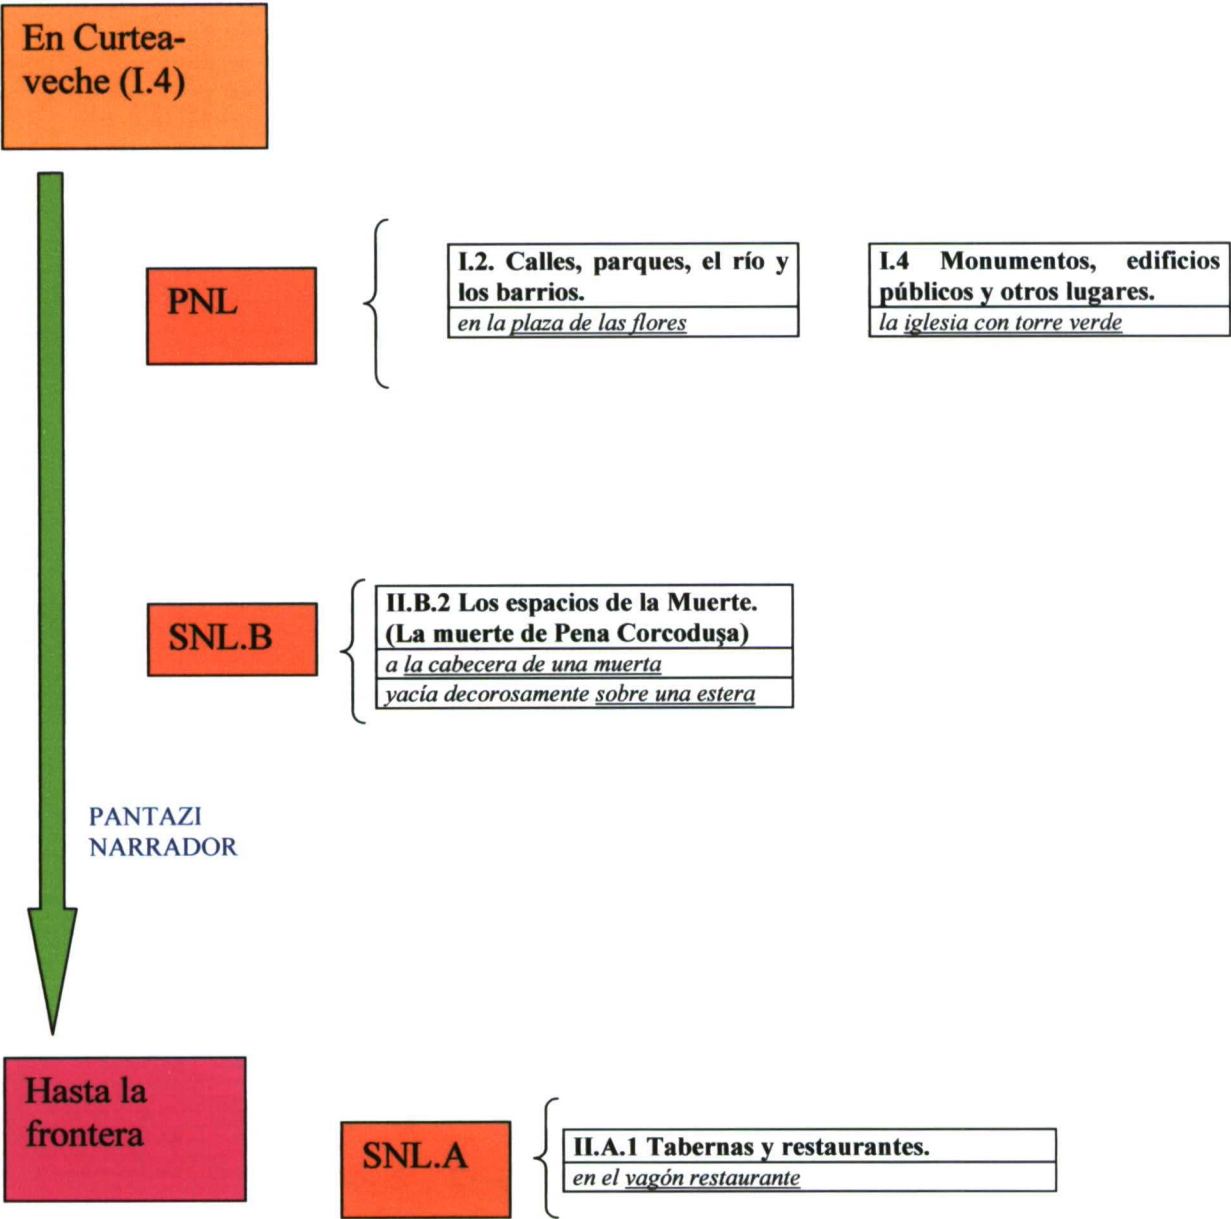 En Curtea-
veche (I.4)
PNL
I.2. Calles, parques, el río y
los barrios.
en la plaza de las flores
I.4 Monumentos, edificios
públicos y otros lugares.
la iglesia con torre verde
SNL.B
II.B.2 Los espacios de la Muerte.
(La muerte de Pena Corcoduşa)
a la cabecera de una muerta
yacía decorosamente sobre una estera
PANTAZI
NARRADOR
Hasta la
frontera
SNL.A
II.A.1 Tabernas y restaurantes.
en el vagón restaurante